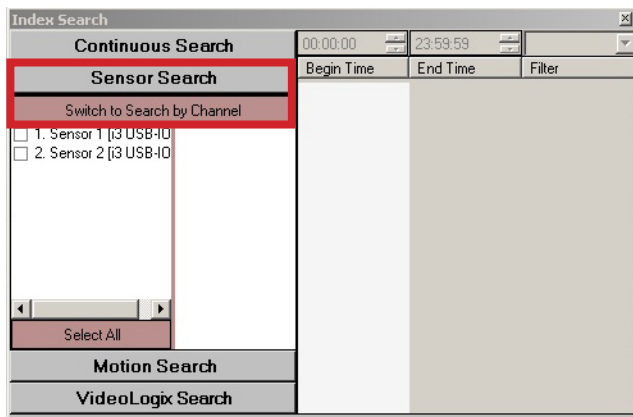 Index Search
Continuous Search
00:00:00 23:59:59
Sensor Search
Begin Time End Time Filter
Switch to Search by Channel
1. Sensor 1 [i3 USB-IO
2. Sensor 2 [i3 USB-IO
Select All
Motion Search
VideoLogix Search